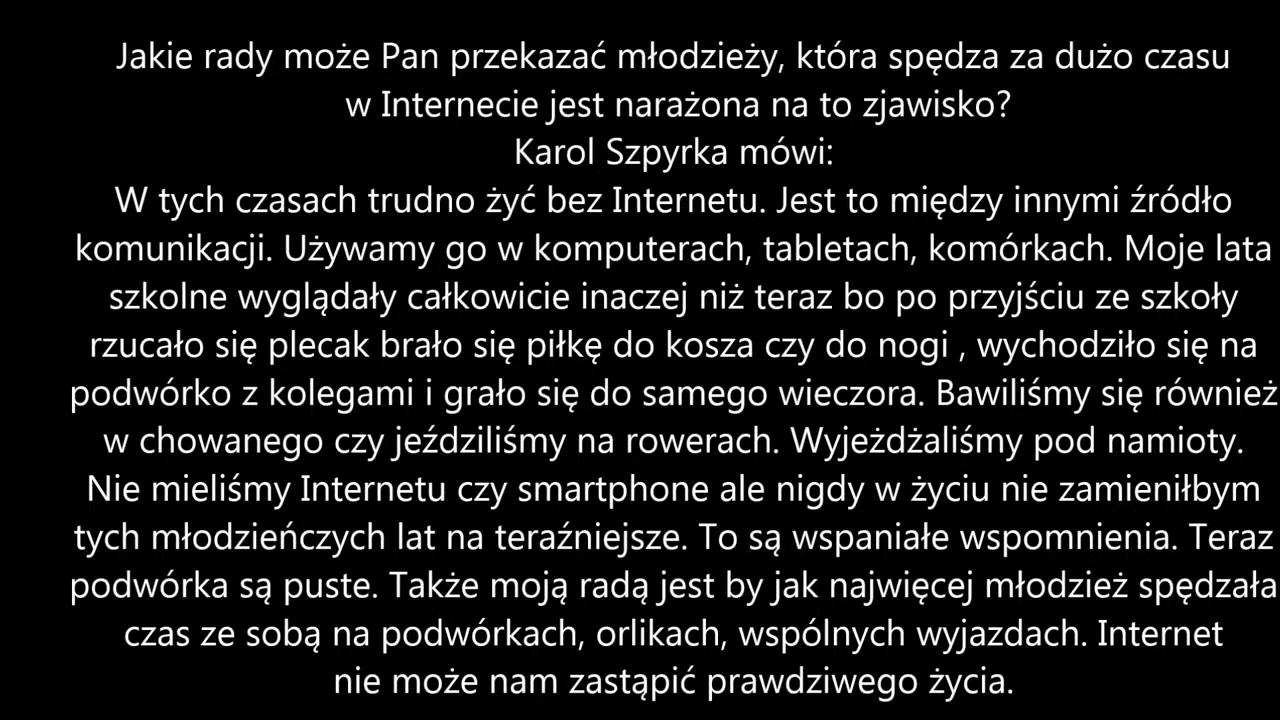 Jakie rady może Pan przekazać młodzieży, która spędza za dużo czasu
w Internecie jest narażona na to zjawisko?
Karol Szpyrka mówi:
W tych czasach trudno żyć bez Internetu. Jest to między innymi źródło
komunikacji. Używamy go w komputerach, tabletach, komórkach. Moje lata
szkolne wyglądały całkowicie inaczej niż teraz bo po przyjściu ze szkoły
rzucało się plecak brało się piłkę do kosza czy do nogi , wychodziło się na
podwórko z kolegami i grało się do samego wieczora. Bawiliśmy się również
w chowanego czy jeździliśmy na rowerach. Wyjeżdżaliśmy pod namioty.
Nie mieliśmy Internetu czy smartphone ale nigdy w życiu nie zamieniłbym
tych młodzieńczych lat na teraźniejsze. To są wspaniałe wspomnienia. Teraz
podwórka są puste. Także moją radą jest by jak najwięcej młodzież spędzała
czas ze sobą na podwórkach, orlikach, wspólnych wyjazdach. Internet
nie może nam zastąpić prawdziwego życia.